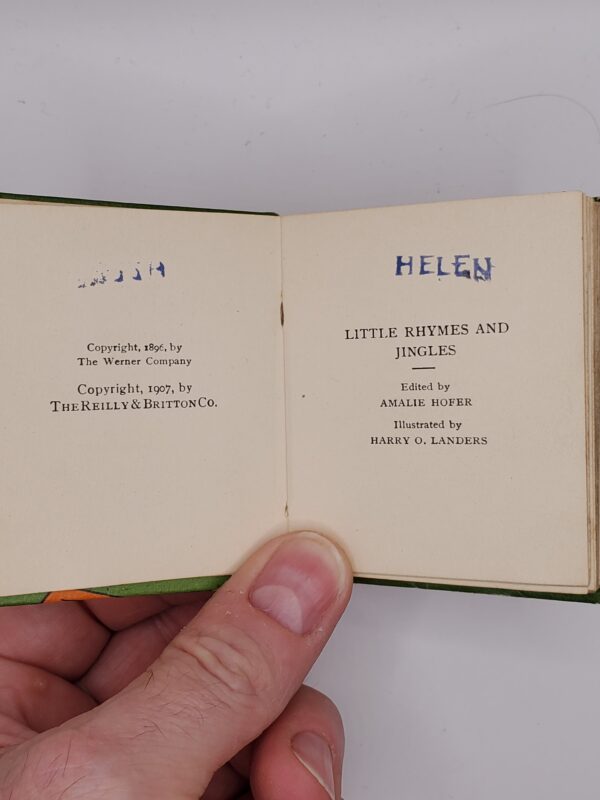 Copyright, 1896, by
The Werner Company
Copyright, 1907, by
THE REILLY & BRITTON CO.
HELEN
LITTLE RHYMES AND
JINGLES
Edited by
AMALIE HOFER
Illustrated by
HARRY O. LANDERS